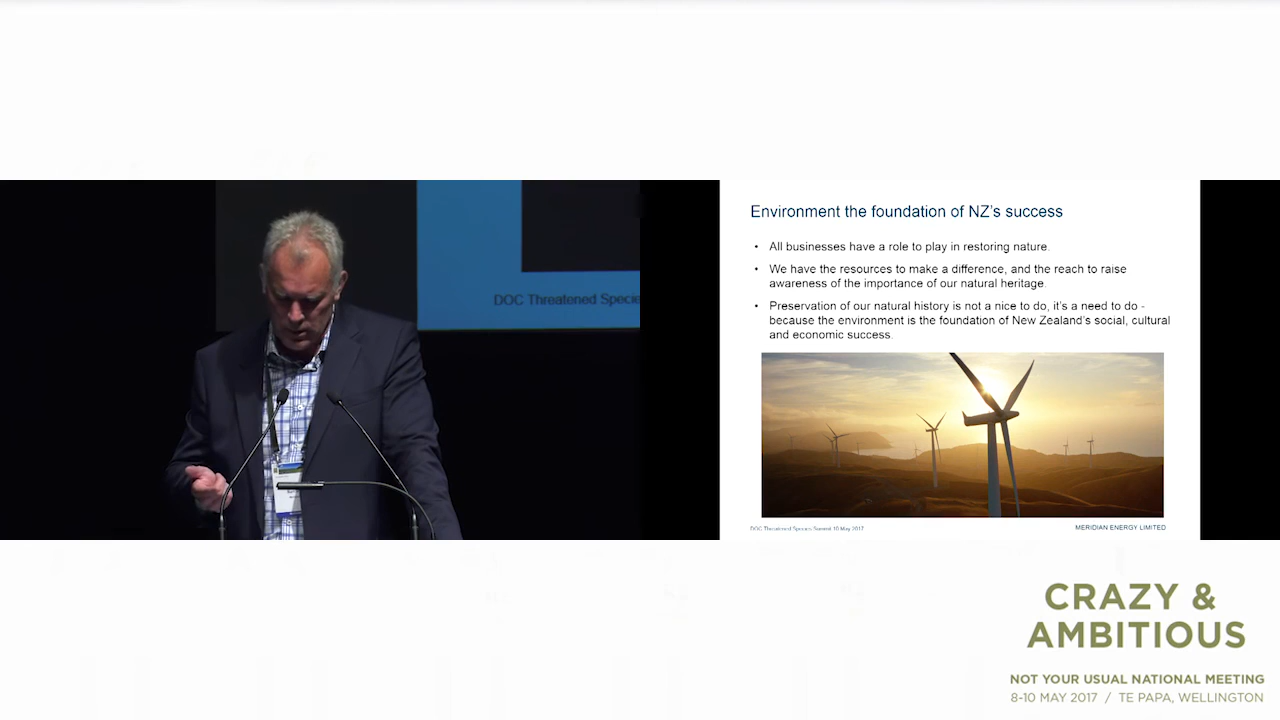 DOC Threatened Specie
Environment the foundation of NZ's success
• All businesses have a role to play in restoring nature.
• We have the resources to make a difference, and the reach to raise
awareness of the importance of our natural heritage.
• Preservation of our natural history is not a nice to do, it's a need to do -
because the environment is the foundation of New Zealand's social, cultural
and economic success.
DOC Threatened Species Summit 10 May 2017
MERIDIAN ENERGY LIMITED
CRAZY &
AMBITIOUS
NOT YOUR USUAL NATIONAL MEETING
8-10 MAY 2017 / TE PAPA, WELLINGTON